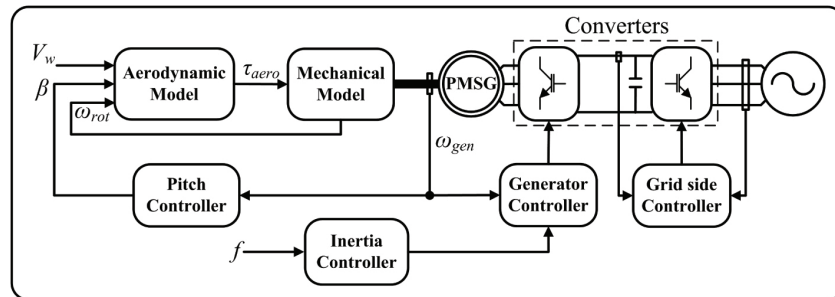 Converters
V_w
β
ω_rot
Aerodynamic
Model
τ_aero
Mechanical
Model
PMSG
ω_gen
Pitch
Controller
Generator
Controller
Grid side
Controller
f
Inertia
Controller